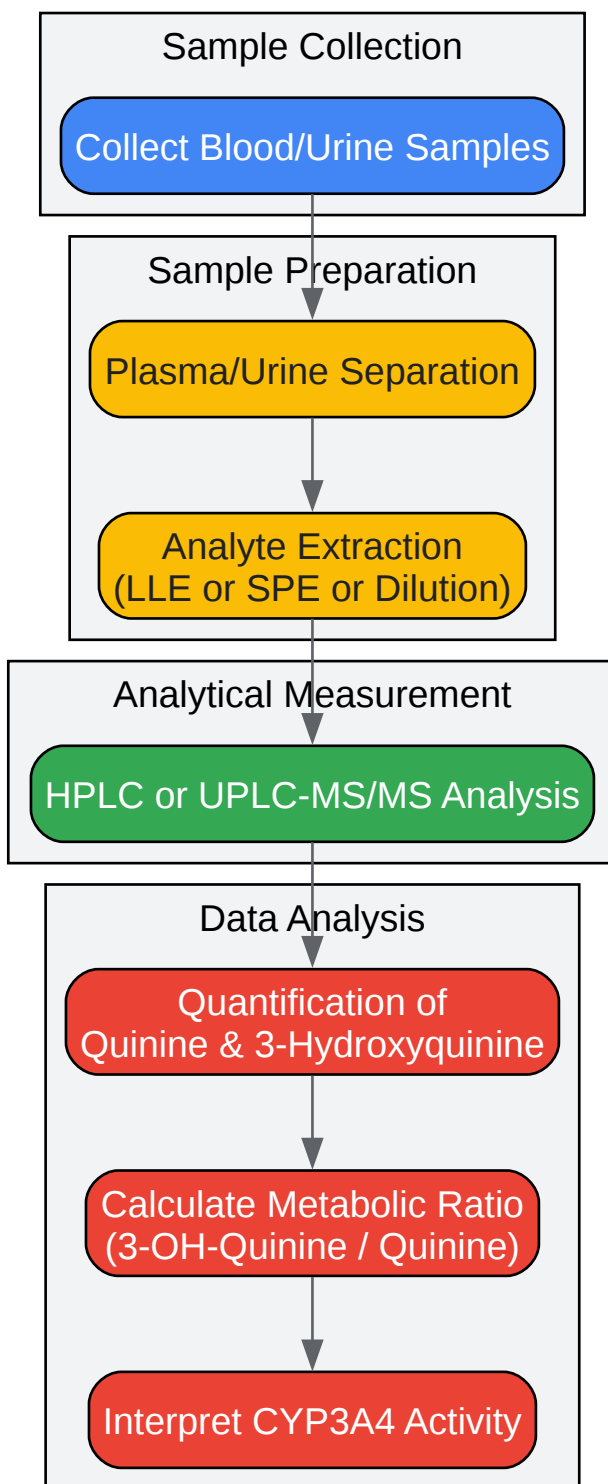 Sample Collection
Collect Blood/Urine Samples
Sample Preparation
Plasma/Urine Separation
Analyte Extraction
(LLE or SPE or Dilution)
Analytical Measurement
HPLC or UPLC-MS/MS Analysis
Data Analysis
Quantification of
Quinine & 3-Hydroxyquinine
Calculate Metabolic Ratio
(3-OH-Quinine / Quinine)
Interpret CYP3A4 Activity